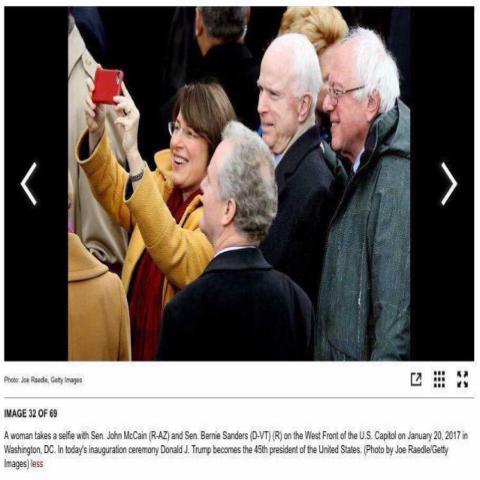 Photo: Joe Raedle, Getty Images
IMAGE 32 OF 69
A woman takes a selfie with Sen. John McCain (R-AZ) and Sen. Bernie Sanders (D-VT) (R) on the West Front of the U.S. Capitol on January 20, 2017 in
Washington, DC. In today's inauguration ceremony Donald J. Trump becomes the 45th president of the United States. (Photo by Joe Raedle/Getty
Images) less